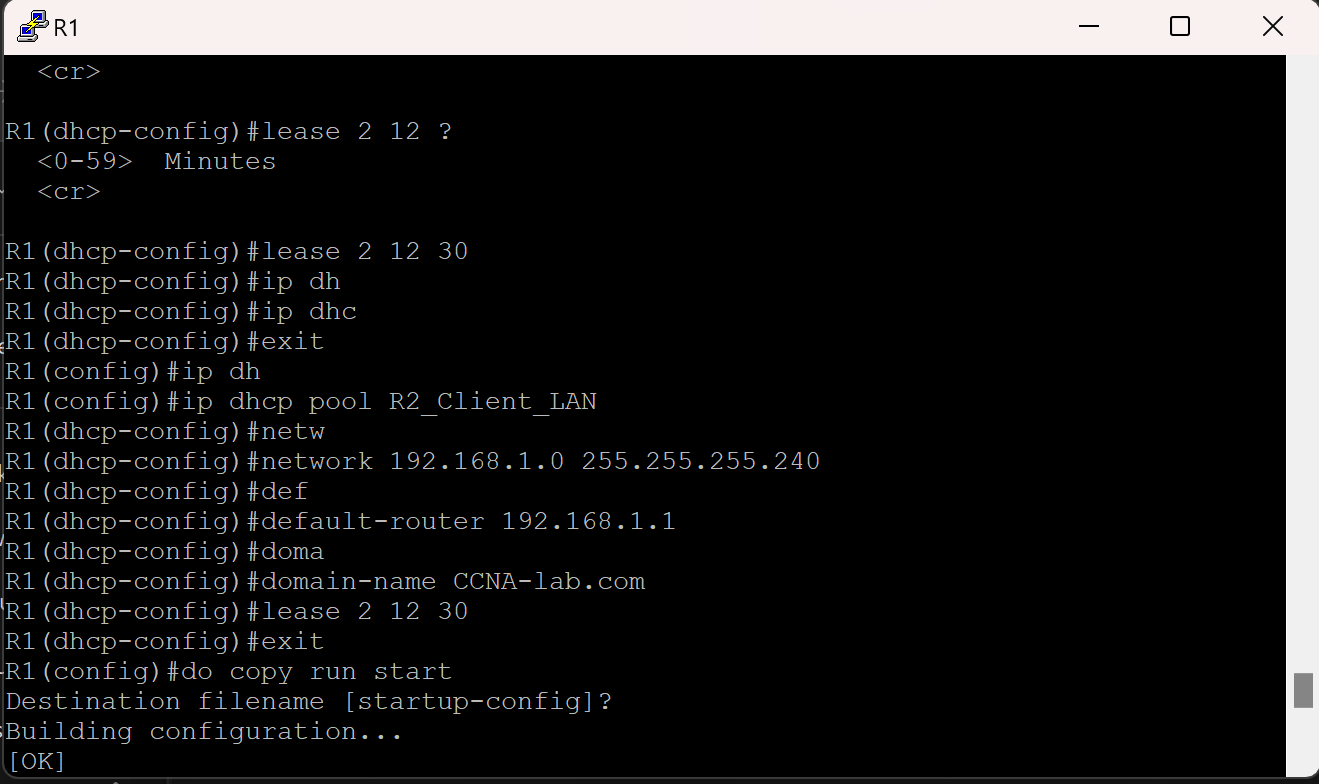 R1
<cr>
R1(dhcp-config)#lease 2 12 ?
<0-59>  Minutes
<cr>
R1(dhcp-config)#lease 2 12 30
R1(dhcp-config)#ip dh
R1(dhcp-config)#ip dhc
R1(dhcp-config)#exit
R1(config)#ip dh
R1(config)#ip dhcp pool R2_Client_LAN
R1(dhcp-config)#netw
R1(dhcp-config)#network 192.168.1.0 255.255.255.240
R1(dhcp-config)#def
R1(dhcp-config)#default-router 192.168.1.1
R1(dhcp-config)#doma
R1(dhcp-config)#domain-name CCNA-lab.com
R1(dhcp-config)#lease 2 12 30
R1(dhcp-config)#exit
R1(config)#do copy run start
Destination filename [startup-config]?
Building configuration...
[OK]